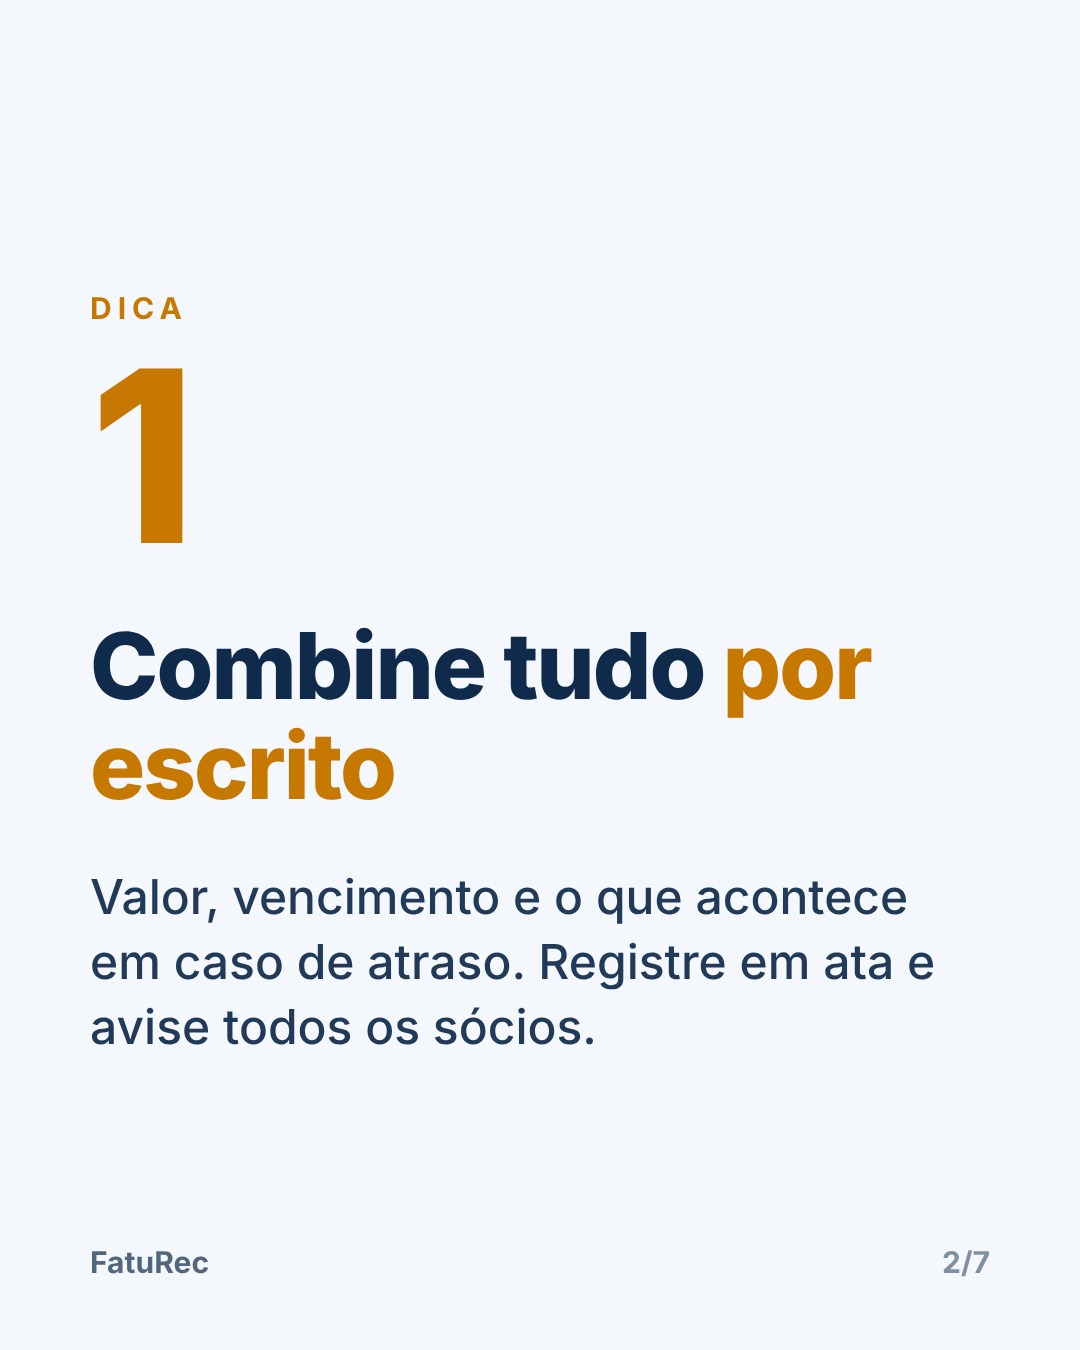 DICA
1
Combine tudo por
escrito
Valor, vencimento e o que acontece
em caso de atraso. Registre em ata e
avise todos os sócios.
FatuRec
2/7